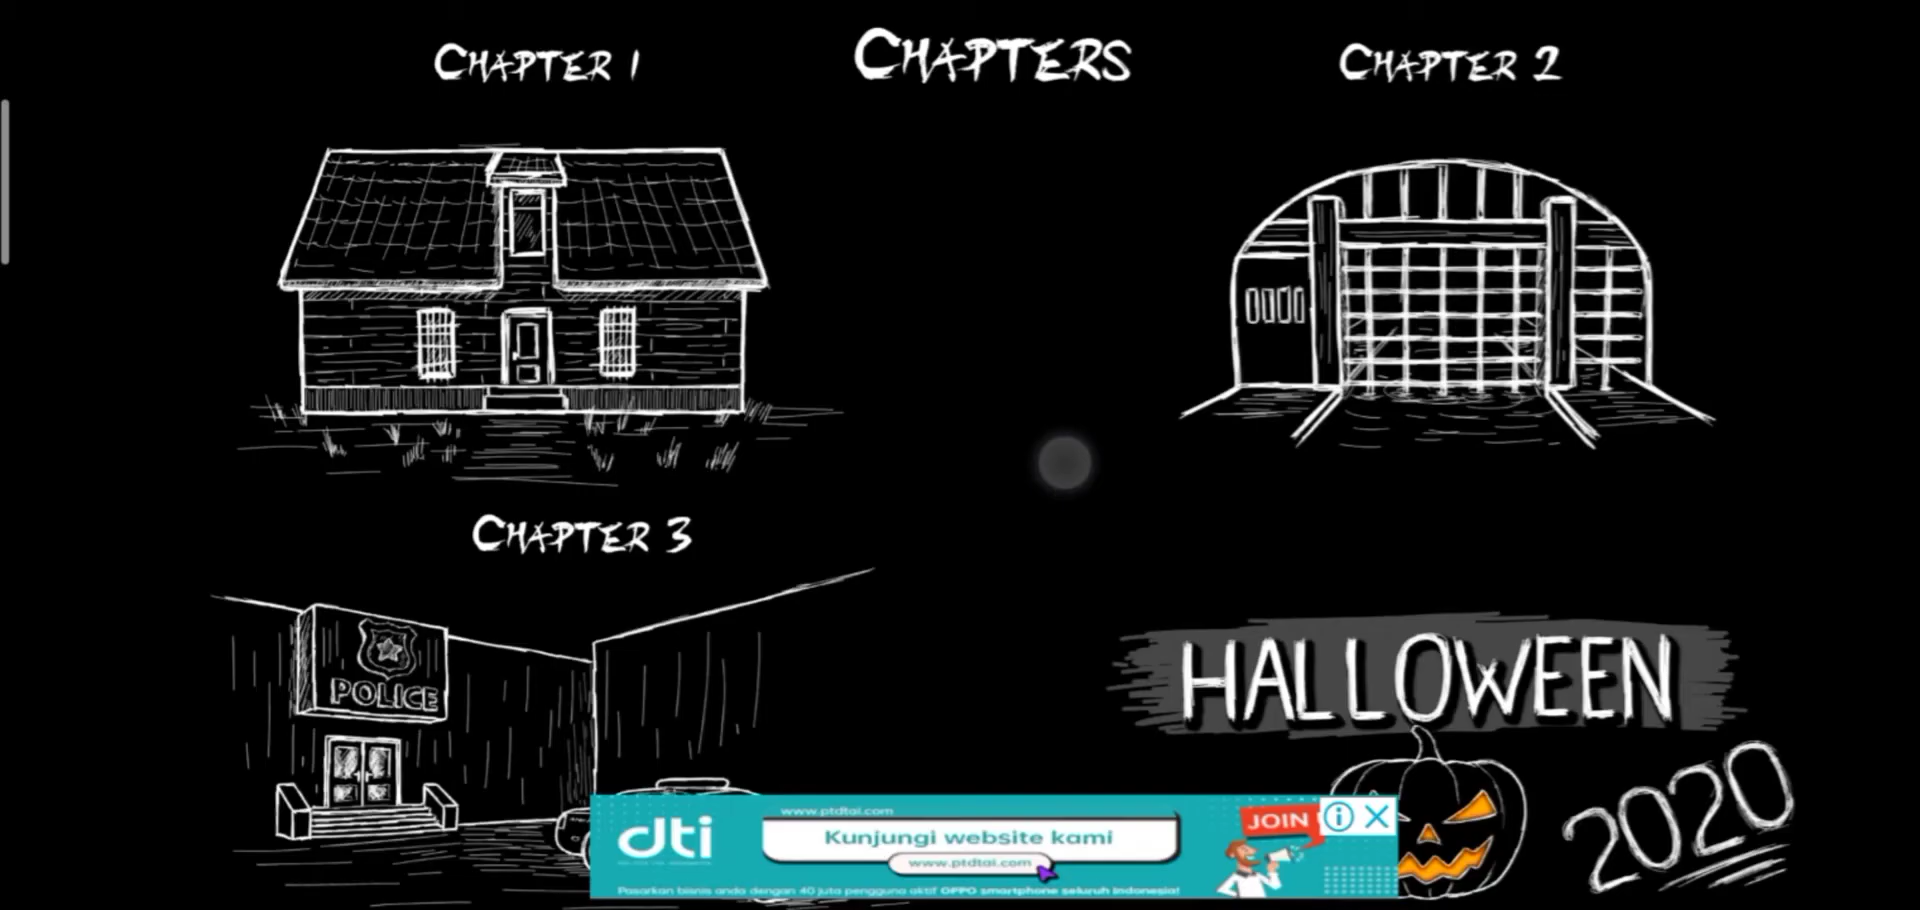 CHAPTERS
CHAPTER 1
CHAPTER 2
CHAPTER 3
POLICE
HALLOWEEN
2020
dti
www.ptdtai.com
Kunjungi website kami
www.ptdtai.com
JOIN
Pasarkan bisnis anda dengan 40 juta pengguna aktif OPPO smartphone seluruh Indonesia!